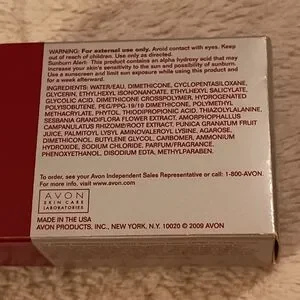 WARNING: For external use only. Avoid contact with eyes. Keep
out of reach of children. Use only as directed.
Sunburn Alert: This product contains an alpha hydroxy acid that may
increase your skin's sensitivity to the sun and possibility of sunburn.
Use a sunscreen and limit sun exposure while using this product and
for a week afterwards.
INGREDIENTS: WATER/EAU, DIMETHICONE, CYCLOPENTASILOXANE,
GLYCERIN, ETHYLHEXYL ISONONANOATE, ETHYLHEXYL SALICYLATE,
GLYCOLIC ACID, DIMETHICONE CROSSPOLYMER, HYDROGENATED
POLYISOBUTENE, PEG/PPG-19/19 DIMETHICONE, POLYMETHYL
METHACRYLATE, PHYTOL, THIODIPROPIONIC ACID, THIAZOLYLALANINE,
SESBANIA GRANDIFLORA FLOWER EXTRACT, AMORPHOPHALLUS
CAMPANULATUS RHIZOME/ROOT EXTRACT, PUNICA GRANATUM FRUIT
JUICE, PALMITOYL LYSYL AMINOVALEROYL LYSINE, AGAROSE,
DIMETHICONOL, BUTYLENE GLYCOL, CARBOMER, AMMONIUM
HYDROXIDE, SODIUM CHLORIDE, PARFUM/FRAGRANCE,
PHENOXYETHANOL, DISODIUM EDTA, METHYLPARABEN.
To order, see your Avon Independent Sales Representative or call: 1-800-AVON.
For more info, visit www.avon.com.
AVON
SKIN CARE
LABORATORIES
MADE IN THE USA
AVON PRODUCTS, INC., NEW YORK, N.Y. 10020 © 2009 AVON